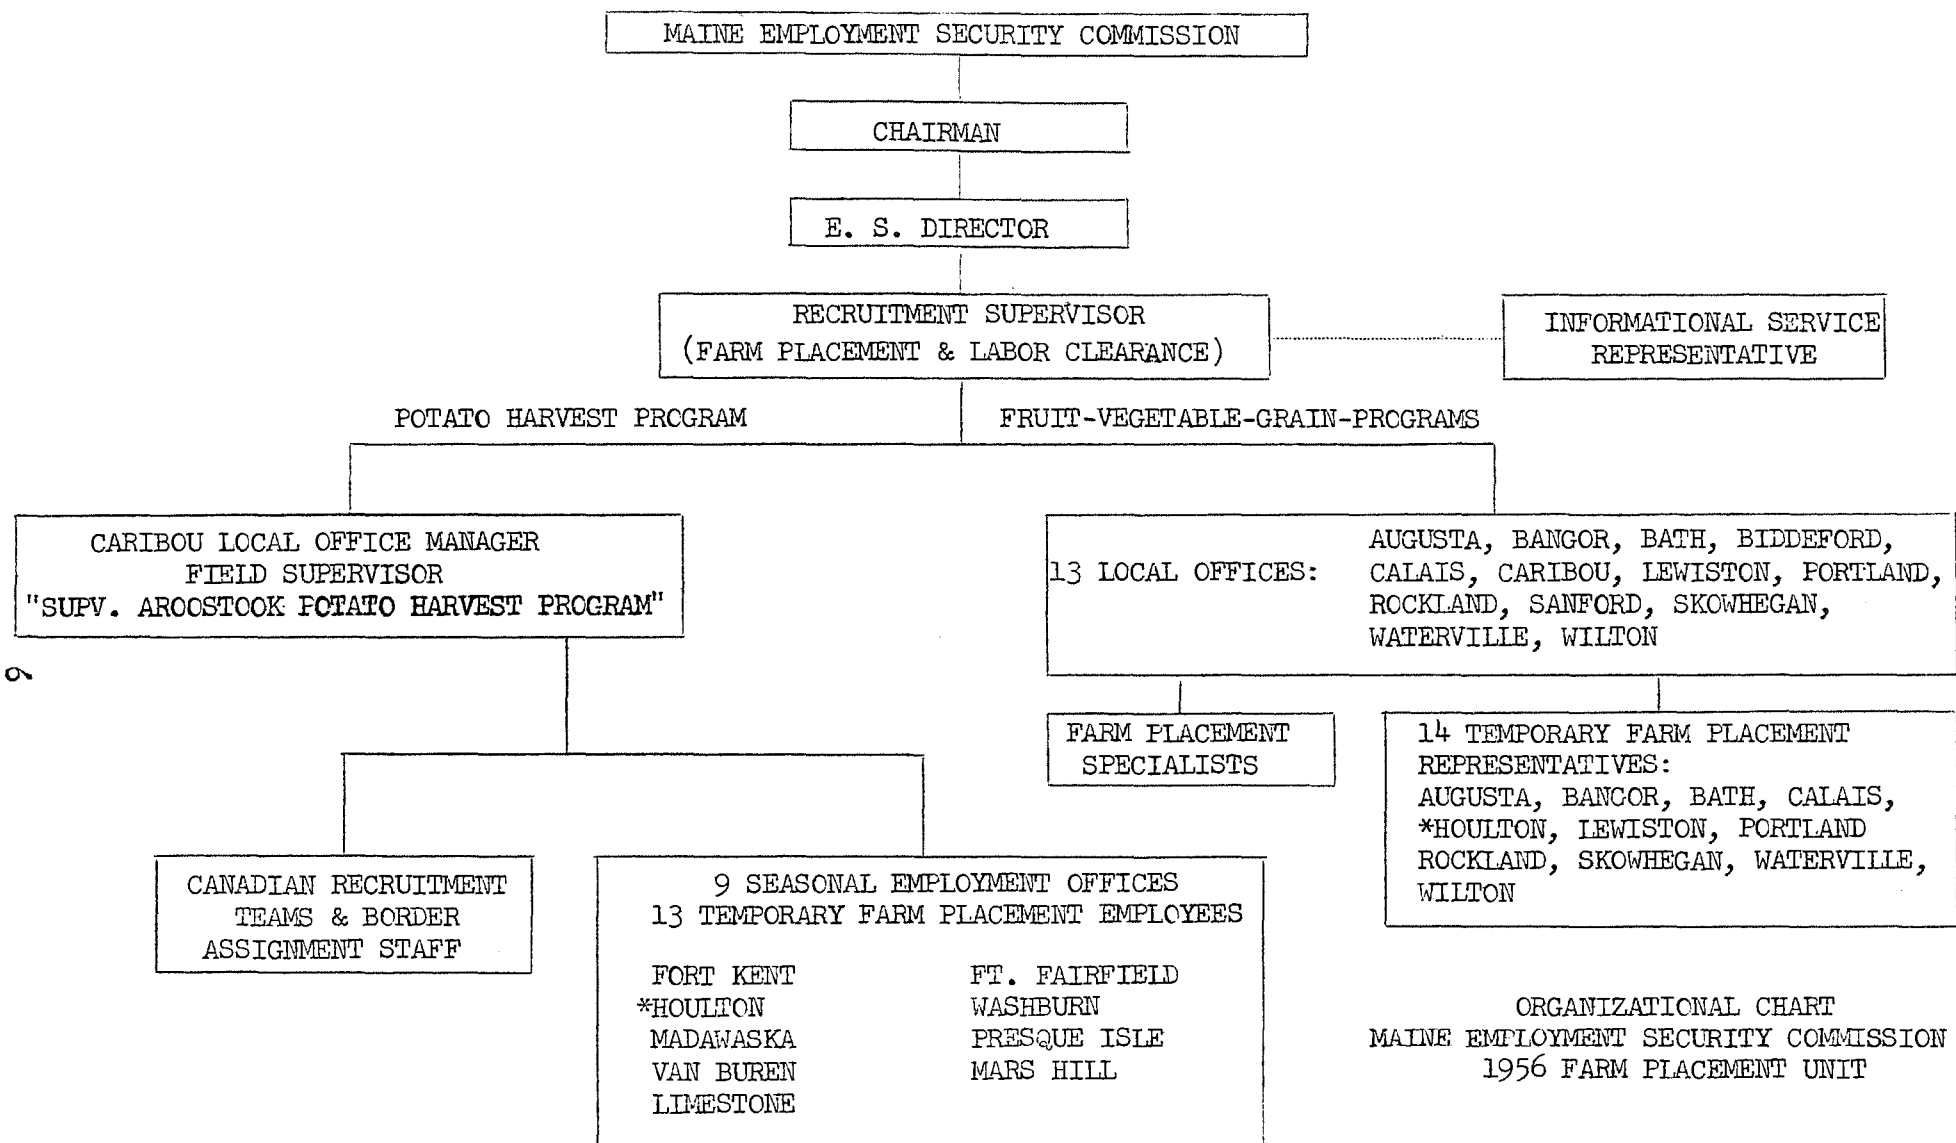 MAINE EMPLOYMENT SECURITY COMMISSION
CHAIRMAN
E. S. DIRECTOR
RECRUITMENT SUPERVISOR
(FARM PLACEMENT & LABOR CLEARANCE)
INFORMATIONAL SERVICE
REPRESENTATIVE
POTATO HARVEST PROGRAM
FRUIT-VEGETABLE-GRAIN-PROGRAMS
CARIBOU LOCAL OFFICE MANAGER
FIELD SUPERVISOR
"SUPV. AROOSTOOK POTATO HARVEST PROGRAM"
13 LOCAL OFFICES:
AUGUSTA, BANGOR, BATH, BIDDEFORD,
CALAIS, CARIBOU, LEWISTON, PORTLAND,
ROCKLAND, SANFORD, SKOWHEGAN,
WATERVILLE, WILTON
FARM PLACEMENT
SPECIALISTS
14 TEMPORARY FARM PLACEMENT
REPRESENTATIVES:
AUGUSTA, BANGOR, BATH, CALAIS,
*HOULTON, LEWISTON, PORTLAND
ROCKLAND, SKOWHEGAN, WATERVILLE,
WILTON
CANADIAN RECRUITMENT
TEAMS & BORDER
ASSIGNMENT STAFF
9 SEASONAL EMPLOYMENT OFFICES
13 TEMPORARY FARM PLACEMENT EMPLOYEES
FORT KENT
*HOULTON
MADAWASKA
VAN BUREN
LIMESTONE
FT. FAIRFIELD
WASHBURN
PRESQUE ISLE
MARS HILL
ORGANIZATIONAL CHART
MAINE EMPLOYMENT SECURITY COMMISSION
1956 FARM PLACEMENT UNIT